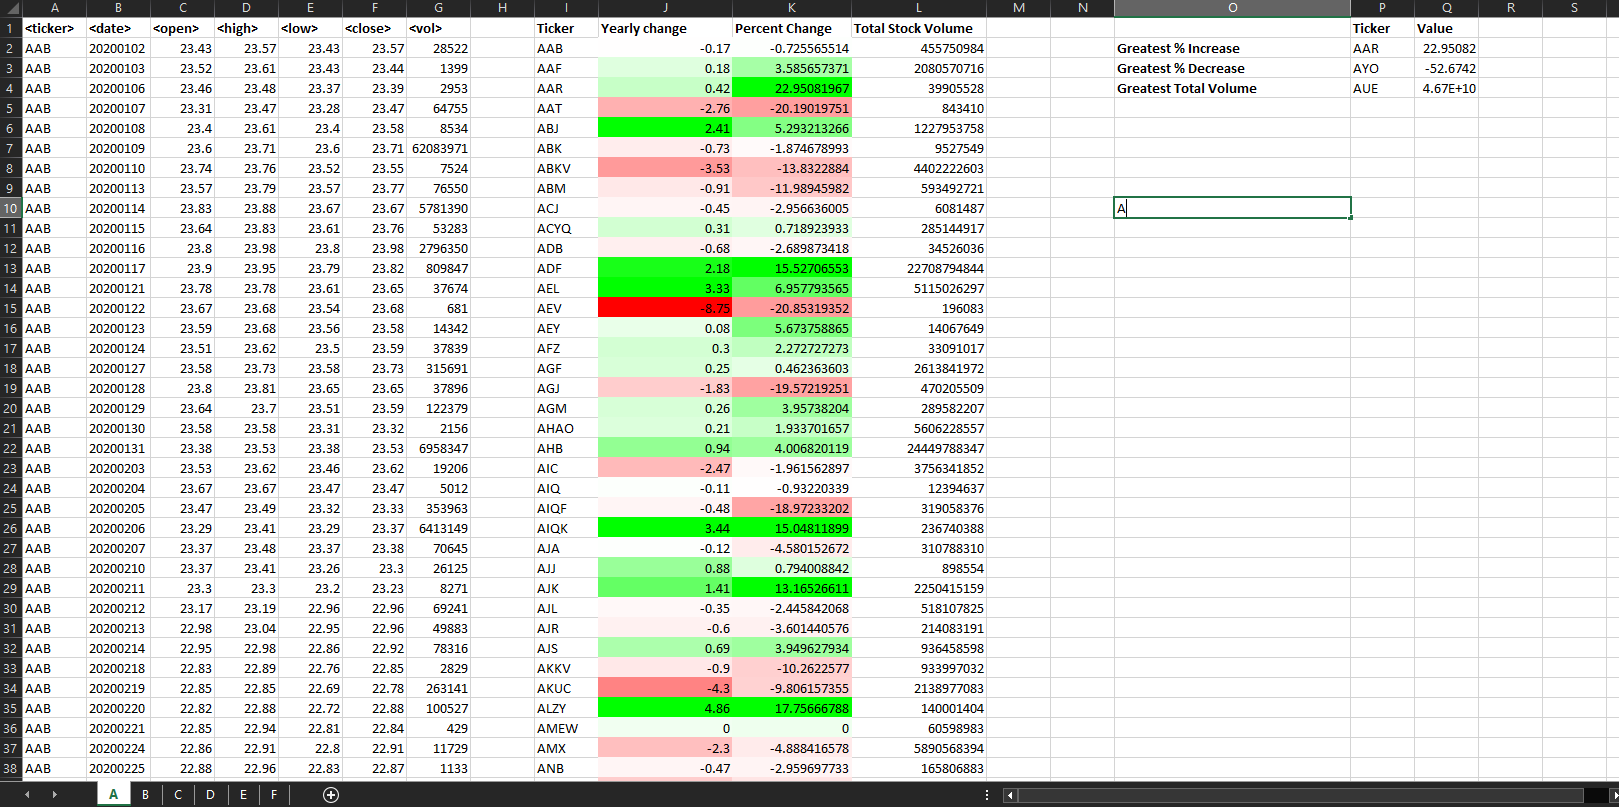 A B C D E F G H I J K L M N O P Q R S
1 <ticker> <date> <open> <high> <low> <close> <vol> Ticker Yearly change Percent Change Total Stock Volume Ticker Value
2 AAB 20200102 23.43 23.57 23.43 23.57 28522 AAB -0.17 -0.725565514 455750984 Greatest % Increase AAR 22.95082
3 AAB 20200103 23.52 23.61 23.43 23.44 1399 AAF 0.18 3.585657371 2080570716 Greatest % Decrease AYO -52.6742
4 AAB 20200106 23.46 23.48 23.37 23.39 2953 AAR 0.42 22.95081967 39905528 Greatest Total Volume AUE 4.67E+10
5 AAB 20200107 23.31 23.47 23.28 23.47 64755 AAT -2.76 -20.19019751 843410
6 AAB 20200108 23.4 23.61 23.4 23.58 8534 ABJ 2.41 5.293213266 1227953758
7 AAB 20200109 23.6 23.71 23.6 23.71 62083971 ABK -0.73 -1.874678993 9527549
8 AAB 20200110 23.74 23.76 23.52 23.55 7524 ABKV -3.53 -13.8332884 4402222603
9 AAB 20200113 23.57 23.79 23.57 23.77 76550 ABM -0.91 -11.98945982 593492721
10 AAB 20200114 23.83 23.88 23.67 23.67 5781390 ACJ -0.45 -2.956636005 6081487 A
11 AAB 20200115 23.64 23.83 23.61 23.76 53283 ACYQ 0.31 0.718923933 285144917
12 AAB 20200116 23.8 23.98 23.8 23.98 2796350 ADB -0.68 -2.689873418 34526036
13 AAB 20200117 23.9 23.95 23.79 23.82 809847 ADF 2.18 15.52706553 22708794844
14 AAB 20200121 23.78 23.78 23.61 23.65 37674 AEL 3.33 6.957793565 5115026297
15 AAB 20200122 23.67 23.68 23.54 23.68 681 AEV -8.75 -20.85319352 196083
16 AAB 20200123 23.59 23.68 23.56 23.58 14342 AEY 0.08 5.673758865 14067649
17 AAB 20200124 23.51 23.62 23.5 23.59 37839 AFZ 0.3 2.272727273 33091017
18 AAB 20200127 23.58 23.73 23.58 23.73 315691 AGF 0.25 0.462363603 2613841972
19 AAB 20200128 23.8 23.81 23.65 23.65 37896 AGJ -1.83 -19.57219251 470205509
20 AAB 20200129 23.64 23.7 23.51 23.59 122379 AGM 0.26 3.95738204 289582207
21 AAB 20200130 23.58 23.58 23.31 23.32 2156 AHAO 0.21 1.933701657 5606228557
22 AAB 20200131 23.38 23.53 23.38 23.53 6958347 AHB 0.94 4.006820119 24449788347
23 AAB 20200203 23.53 23.62 23.46 23.62 19206 AIC -2.47 -1.961562897 3756341852
24 AAB 20200204 23.67 23.67 23.47 23.47 5012 AIQ -0.11 -0.93220339 12394637
25 AAB 20200205 23.47 23.49 23.32 23.33 353963 AIQF -0.48 -18.97233202 319058376
26 AAB 20200206 23.29 23.41 23.29 23.37 6413149 AIQK 3.44 15.04811899 236740388
27 AAB 20200207 23.37 23.48 23.37 23.38 70645 AJA -0.12 -4.580152672 310788310
28 AAB 20200210 23.37 23.41 23.26 23.3 26125 AJJ 0.88 0.794008842 898554
29 AAB 20200211 23.3 23.3 23.2 23.23 8271 AJK 1.41 13.16526611 2250415159
30 AAB 20200212 23.17 23.19 22.96 22.96 69241 AJL -0.35 -2.445842068 518107825
31 AAB 20200213 22.98 23.04 22.95 22.96 49883 AJR -0.6 -3.601440576 214083191
32 AAB 20200214 22.95 22.98 22.86 22.92 78316 AJS 0.69 3.949627934 936458598
33 AAB 20200218 22.83 22.89 22.76 22.85 2829 AKKV -0.9 -10.2622577 933997032
34 AAB 20200219 22.85 22.85 22.69 22.78 263141 AKUC -4.3 -9.806157355 2138977083
35 AAB 20200220 22.82 22.88 22.72 22.88 100527 ALZY 4.86 17.75666788 140001404
36 AAB 20200221 22.85 22.94 22.81 22.84 429 AMEW 0 0 60598983
37 AAB 20200224 22.86 22.91 22.8 22.91 11729 AMX -2.3 -4.888416578 5890568394
38 AAB 20200225 22.88 22.96 22.83 22.87 1133 ANB -0.47 -2.959697733 165806883
A B C D E F